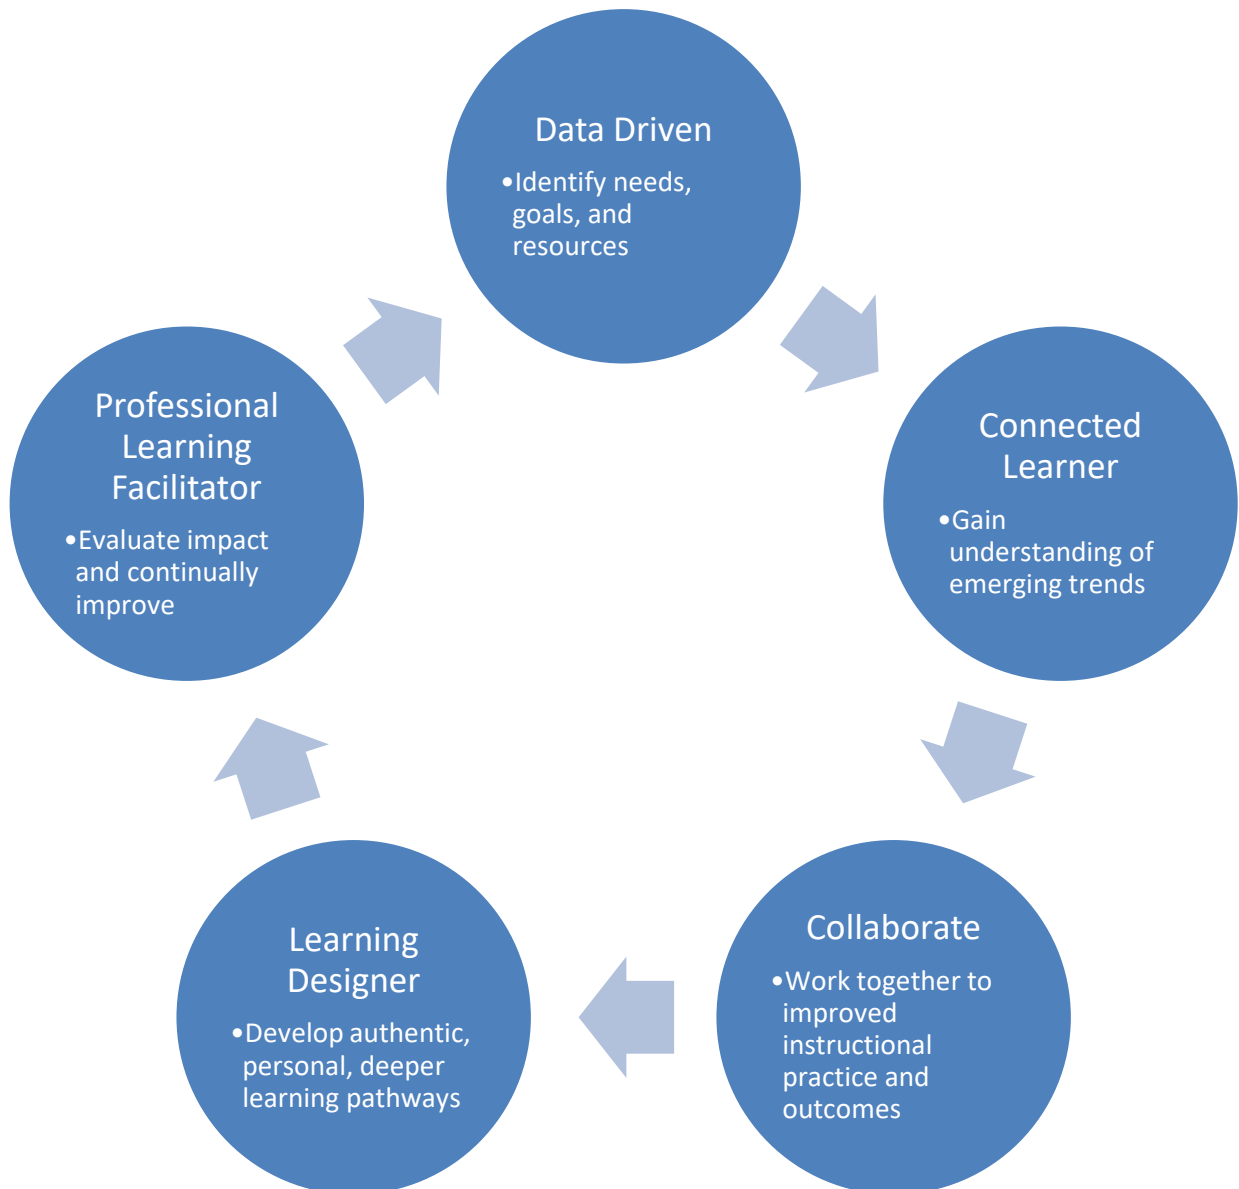 Data Driven
•Identify needs,
goals, and
resources
Connected
Learner
•Gain
understanding of
emerging trends
Collaborate
•Work together to
improved
instructional
practice and
outcomes
Learning
Designer
•Develop authentic,
personal, deeper
learning pathways
Professional
Learning
Facilitator
•Evaluate impact
and continually
improve